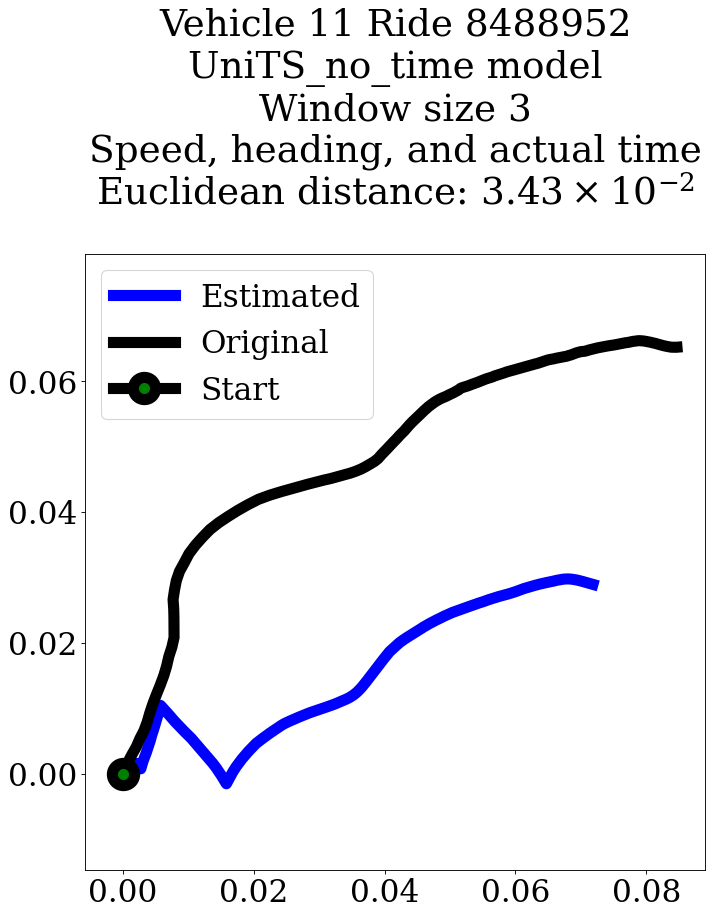 Vehicle 11 Ride 8488952
UniTS_no_time model
Window size 3
Speed, heading, and actual time
Euclidean distance: 3.43 × 10⁻²
Estimated
Original
Start
0.06
0.04
0.02
0.00
0.00 0.02 0.04 0.06 0.08